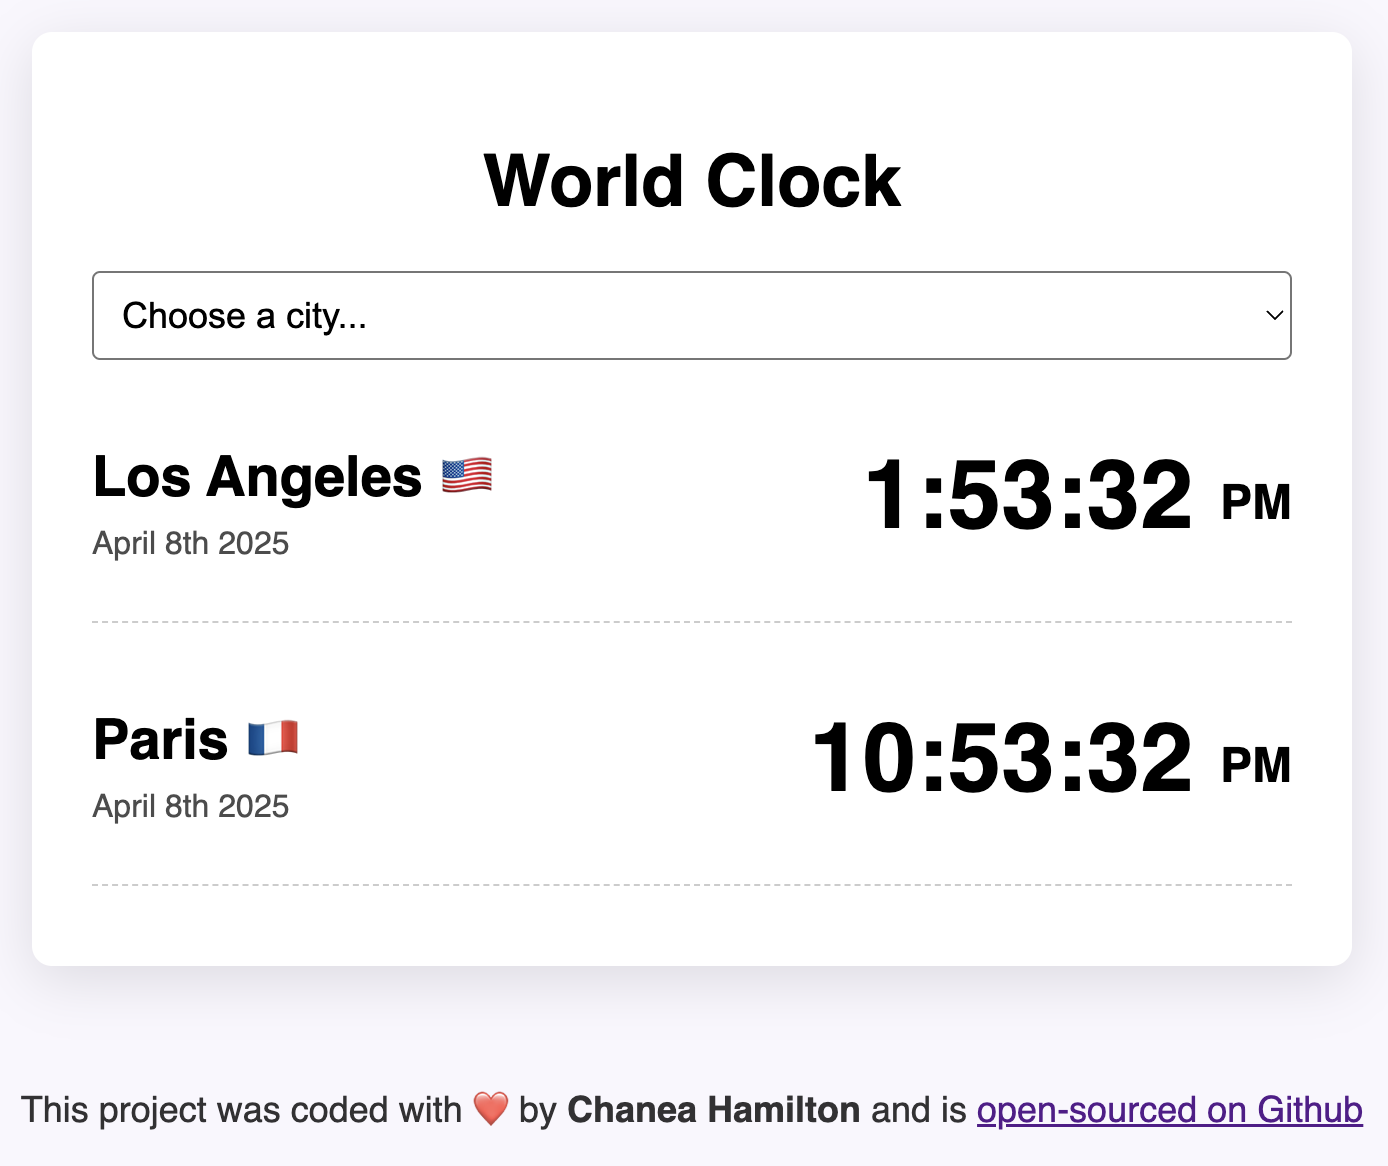 World Clock
Choose a city...
Los Angeles 🇺🇸
1:53:32 PM
April 8th 2025
Paris 🇫🇷
10:53:32 PM
April 8th 2025
This project was coded with ❤️ by Chanea Hamilton and is open-sourced on Github